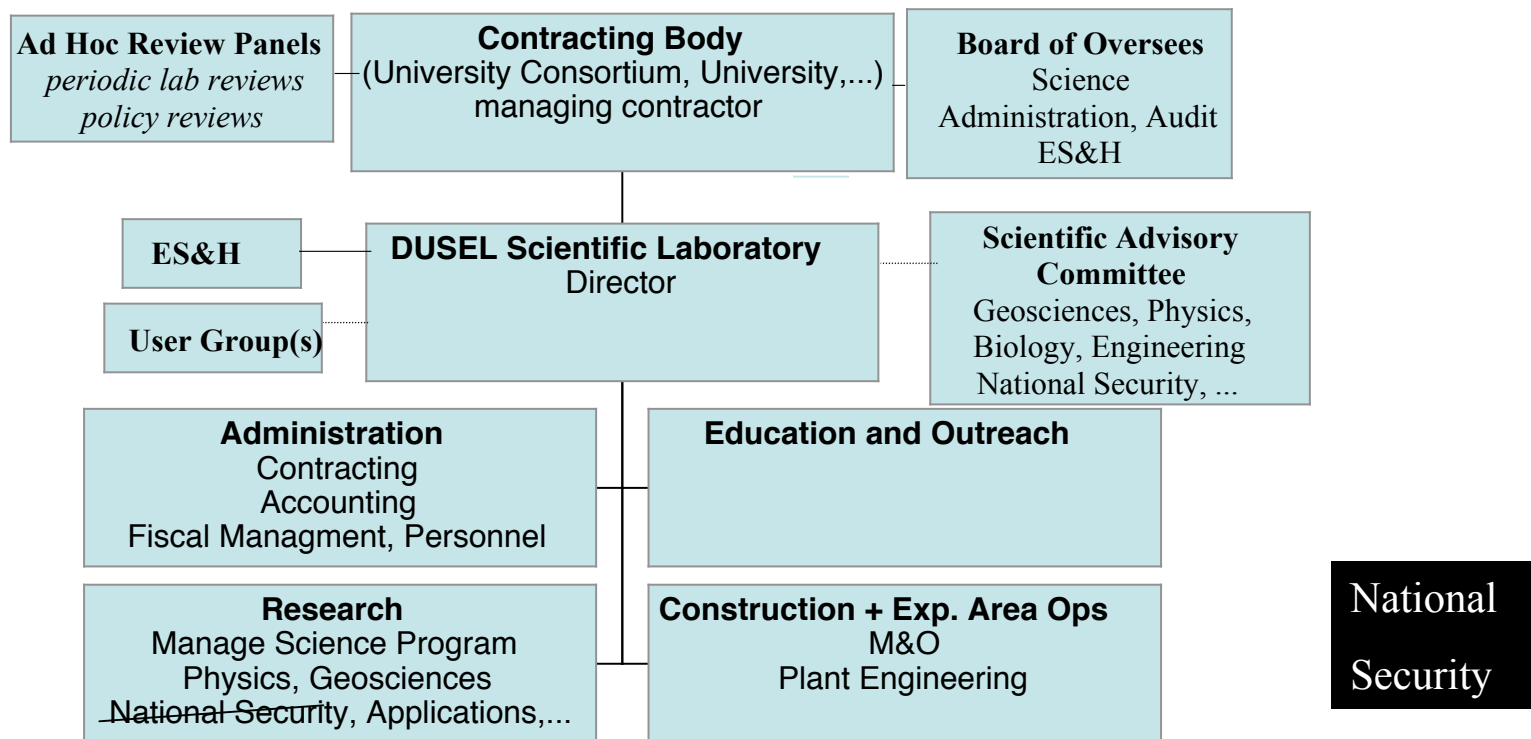 Ad Hoc Review Panels
periodic lab reviews
policy reviews
Contracting Body
(University Consortium, University,...)
managing contractor
Board of Oversees
Science
Administration, Audit
ES&H
ES&H
User Group(s)
DUSEL Scientific Laboratory
Director
Scientific Advisory
Committee
Geosciences, Physics,
Biology, Engineering
National Security, ...
Administration
Contracting
Accounting
Fiscal Managment, Personnel
Education and Outreach
Research
Manage Science Program
Physics, Geosciences
National Security, Applications,...
Construction + Exp. Area Ops
M&O
Plant Engineering
National
Security